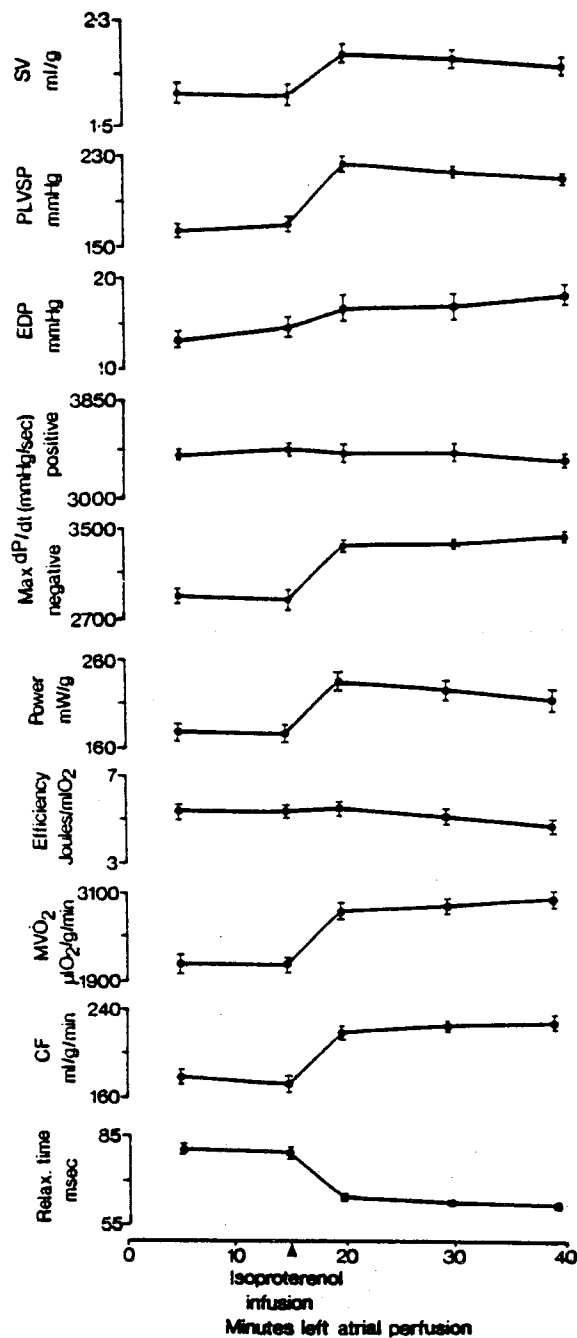 2·3
SV
ml/g
1·5
230
PLVSP
mmHg
150
20
EDP
mmHg
10
3850
positive
3000
Max dP/dt (mmHg/sec)
3500
negative
2700
260
Power
mW/g
160
7
Efficiency
Joules/mlO2
3
3100
MV̇O2
µlO2/g/min
1900
240
CF
ml/g/min
160
85
Relax. time
msec
55
0 10 20 30 40
Isoproterenol
infusion
Minutes left atrial perfusion